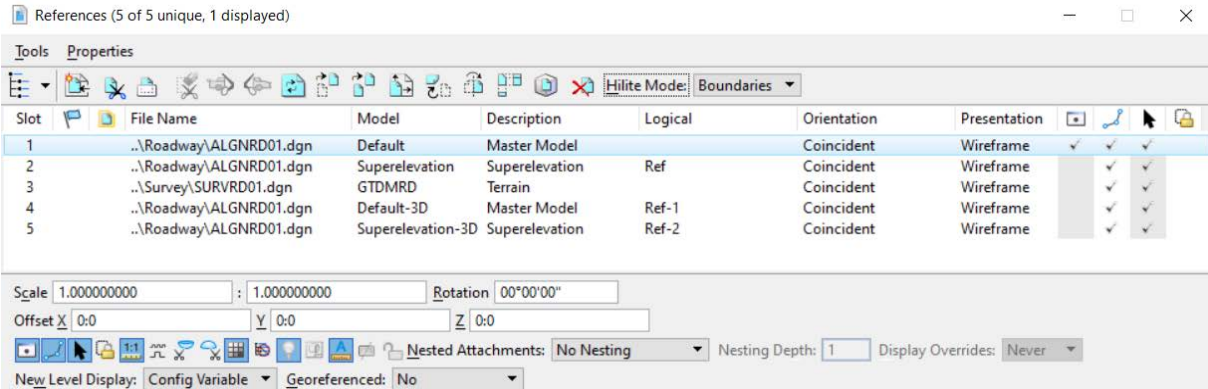 References (5 of 5 unique, 1 displayed)
Tools Properties
Hilite Mode: Boundaries
Slot File Name Model Description Logical Orientation Presentation
1 ..\Roadway\ALGNRD01.dgn Default Master Model Coincident Wireframe
2 ..\Roadway\ALGNRD01.dgn Superelevation Superelevation Ref Coincident Wireframe
3 ..\Survey\SURVRD01.dgn GTDMRD Terrain Coincident Wireframe
4 ..\Roadway\ALGNRD01.dgn Default-3D Master Model Ref-1 Coincident Wireframe
5 ..\Roadway\ALGNRD01.dgn Superelevation-3D Superelevation Ref-2 Coincident Wireframe
Scale 1.000000000 : 1.000000000 Rotation 00°00'00"
Offset X 0:0 Y 0:0 Z 0:0
1:1 A Nested Attachments: No Nesting Nesting Depth: 1 Display Overrides: Never
New Level Display: Config Variable Georeferenced: No